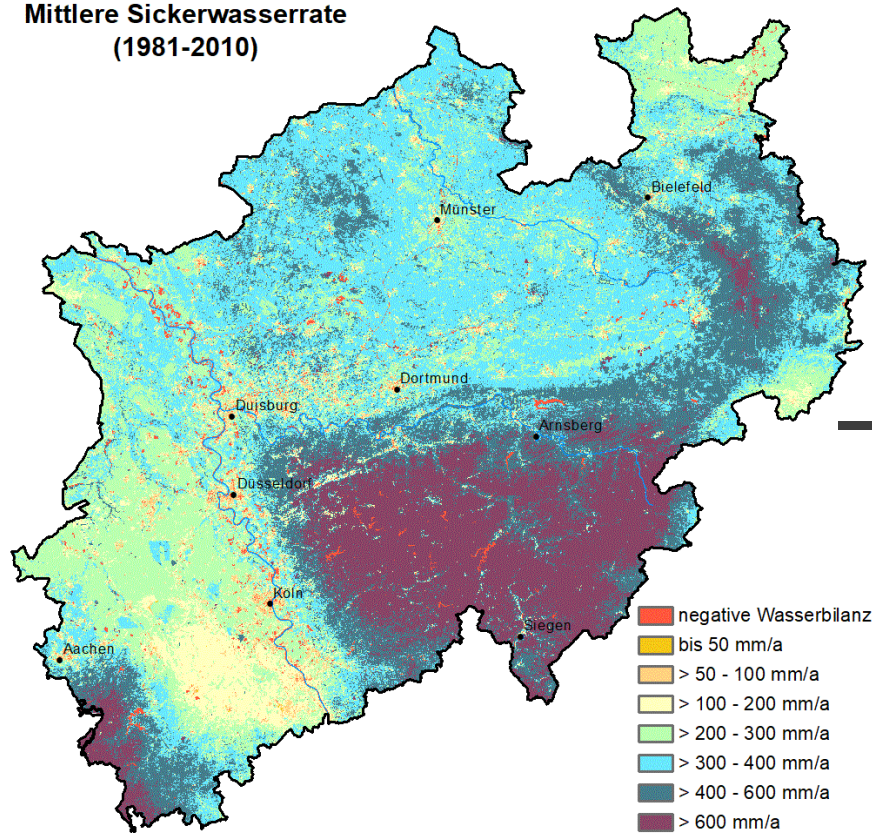 Mittlere Sickerwasserrate
(1981-2010)
Bielefeld
Münster
Dortmund
Duisburg
Arnsberg
Düsseldorf
Köln
Siegen
Aachen
negative Wasserbilanz
bis 50 mm/a
> 50 - 100 mm/a
> 100 - 200 mm/a
> 200 - 300 mm/a
> 300 - 400 mm/a
> 400 - 600 mm/a
> 600 mm/a